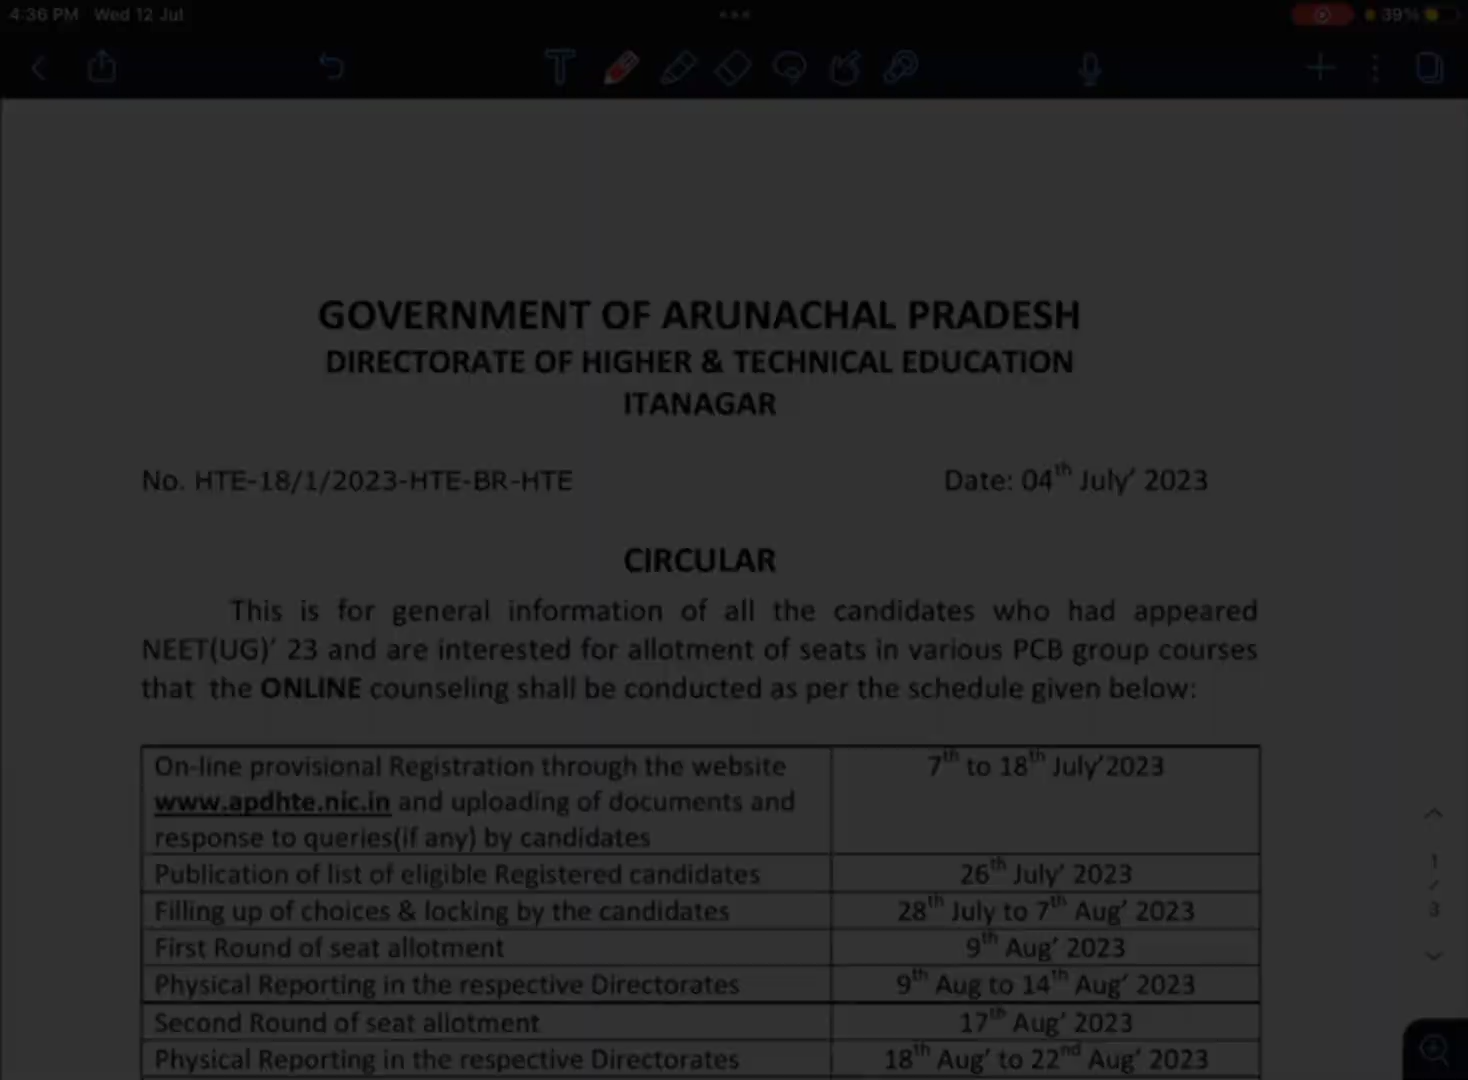 4:36 PM Wed 12 Jul
39%
GOVERNMENT OF ARUNACHAL PRADESH
DIRECTORATE OF HIGHER & TECHNICAL EDUCATION
ITANAGAR
No. HTE-18/1/2023-HTE-BR-HTE Date: 04th July' 2023
CIRCULAR
This is for general information of all the candidates who had appeared
NEET(UG)' 23 and are interested for allotment of seats in various PCB group courses
that the ONLINE counseling shall be conducted as per the schedule given below:
On-line provisional Registration through the website 7th to 18th July'2023
www.apdhte.nic.in and uploading of documents and
response to queries(if any) by candidates
Publication of list of eligible Registered candidates 26th July' 2023
Filling up of choices & locking by the candidates 28th July to 7th Aug' 2023
First Round of seat allotment 9th Aug' 2023
Physical Reporting in the respective Directorates 9th Aug to 14th Aug' 2023
Second Round of seat allotment 17th Aug' 2023
Physical Reporting in the respective Directorates 18th Aug' to 22nd Aug' 2023
1
/
3